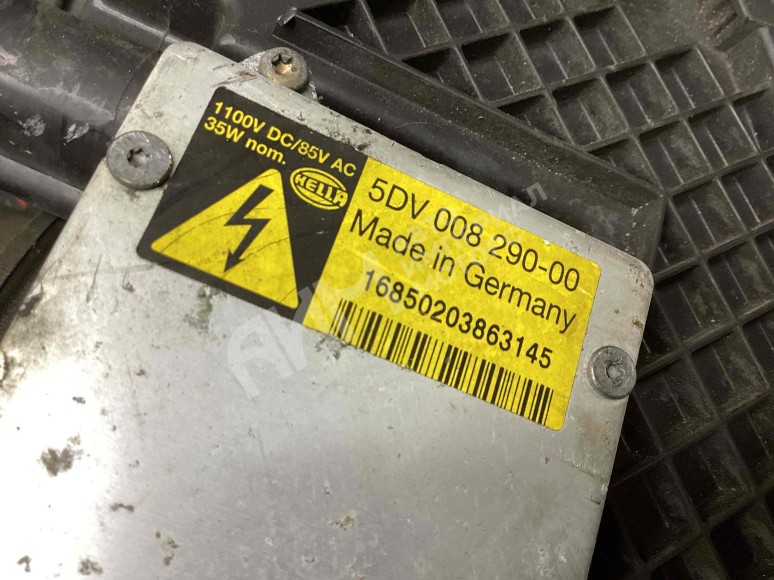 1100V DC/85V AC
35W nom.
HELLA
5DV 008 290-00
Made in Germany
16850203863145